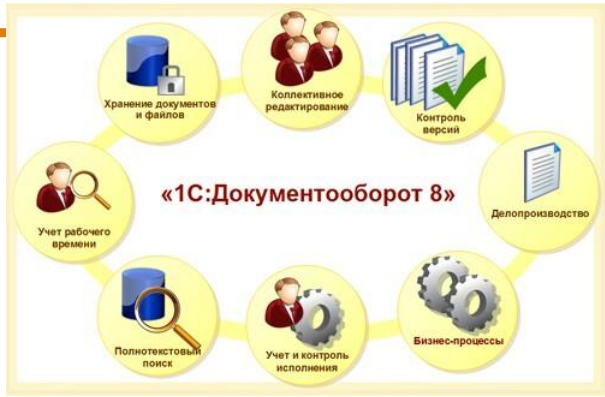 Хранение документов
и файлов
Коллективное
редактирование
Контроль
версий
Учет рабочего
времени
«1С:Документооборот 8»
Делопроизводство
Полнотекстовый
поиск
Учет и контроль
исполнения
Бизнес-процессы